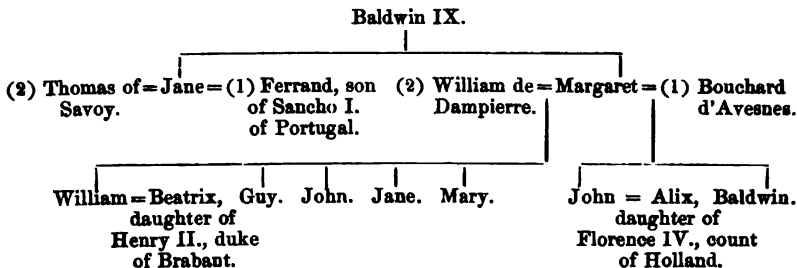 Baldwin IX.
(2) Thomas of=Jane=(1) Ferrand, son (2) William de=Margaret=(1) Bouchard
Savoy. of Sancho I. Dampierre. d'Avesnes.
of Portugal.
William=Beatrix, Guy. John. Jane. Mary. John = Alix, Baldwin.
daughter of daughter of
Henry II., duke Florence IV., count
of Brabant. of Holland.